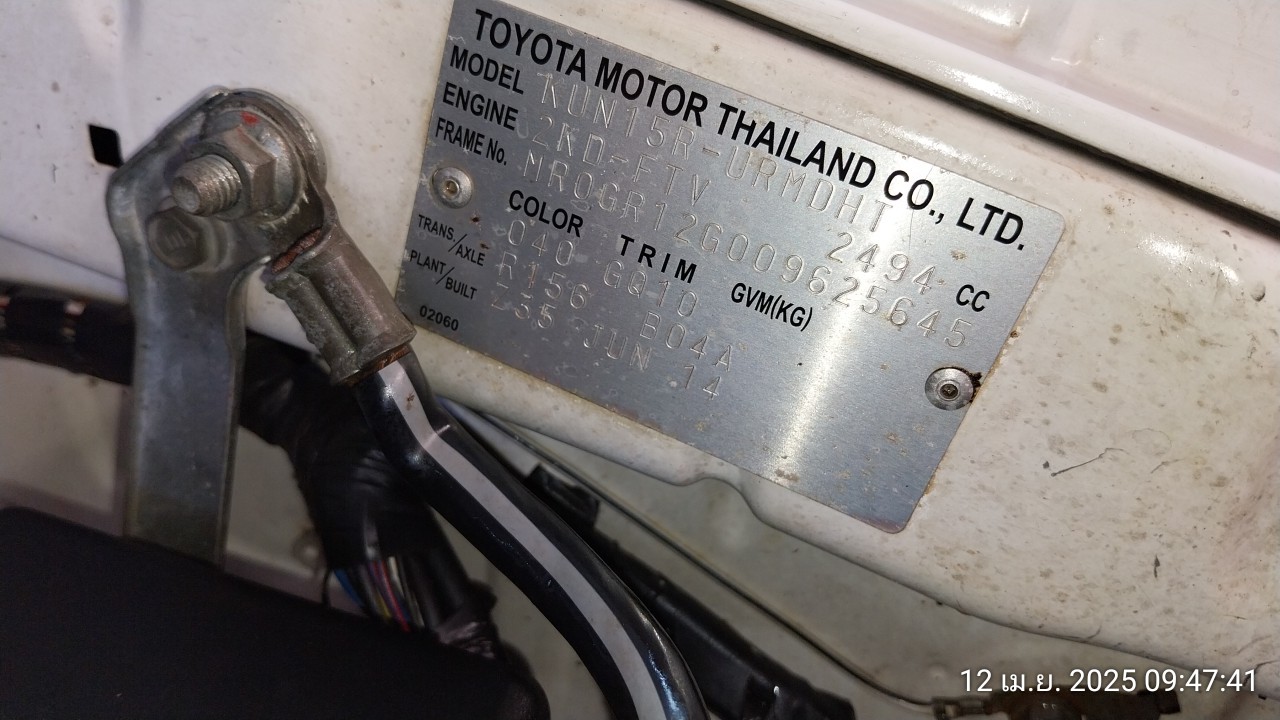 TOYOTA MOTOR THAILAND CO., LTD.
MODEL KUN15R-URMDHT
ENGINE 2KD-FTV 2494 CC
FRAME No. MR0GR12G009625645
COLOR TRIM GVM(KG)
040 GQ10
TRANS/AXLE R156 B04A
PLANT/BUILT JUN 14
02060
12 เม.ย. 2025 09:47:41